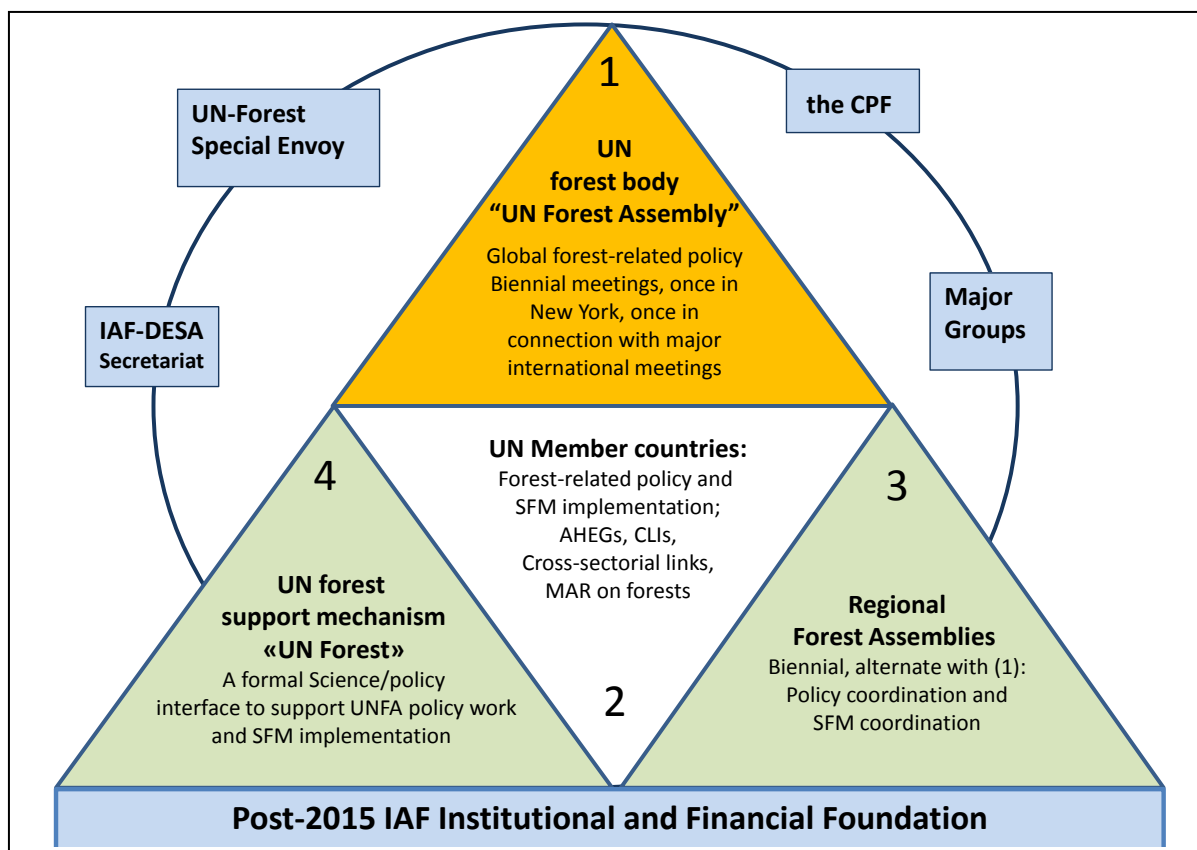 1
UN
forest body
“UN Forest Assembly”
Global forest-related policy
Biennial meetings, once in
New York, once in
connection with major
international meetings
UN-Forest
Special Envoy
the CPF
IAF-DESA
Secretariat
Major
Groups
UN Member countries:
Forest-related policy and
SFM implementation;
AHEGs, CLIs,
Cross-sectorial links,
MAR on forests
2
4
UN forest
support mechanism
«UN Forest»
A formal Science/policy
interface to support UNFA policy work
and SFM implementation
3
Regional
Forest Assemblies
Biennial, alternate with (1):
Policy coordination and
SFM coordination
Post-2015 IAF Institutional and Financial Foundation